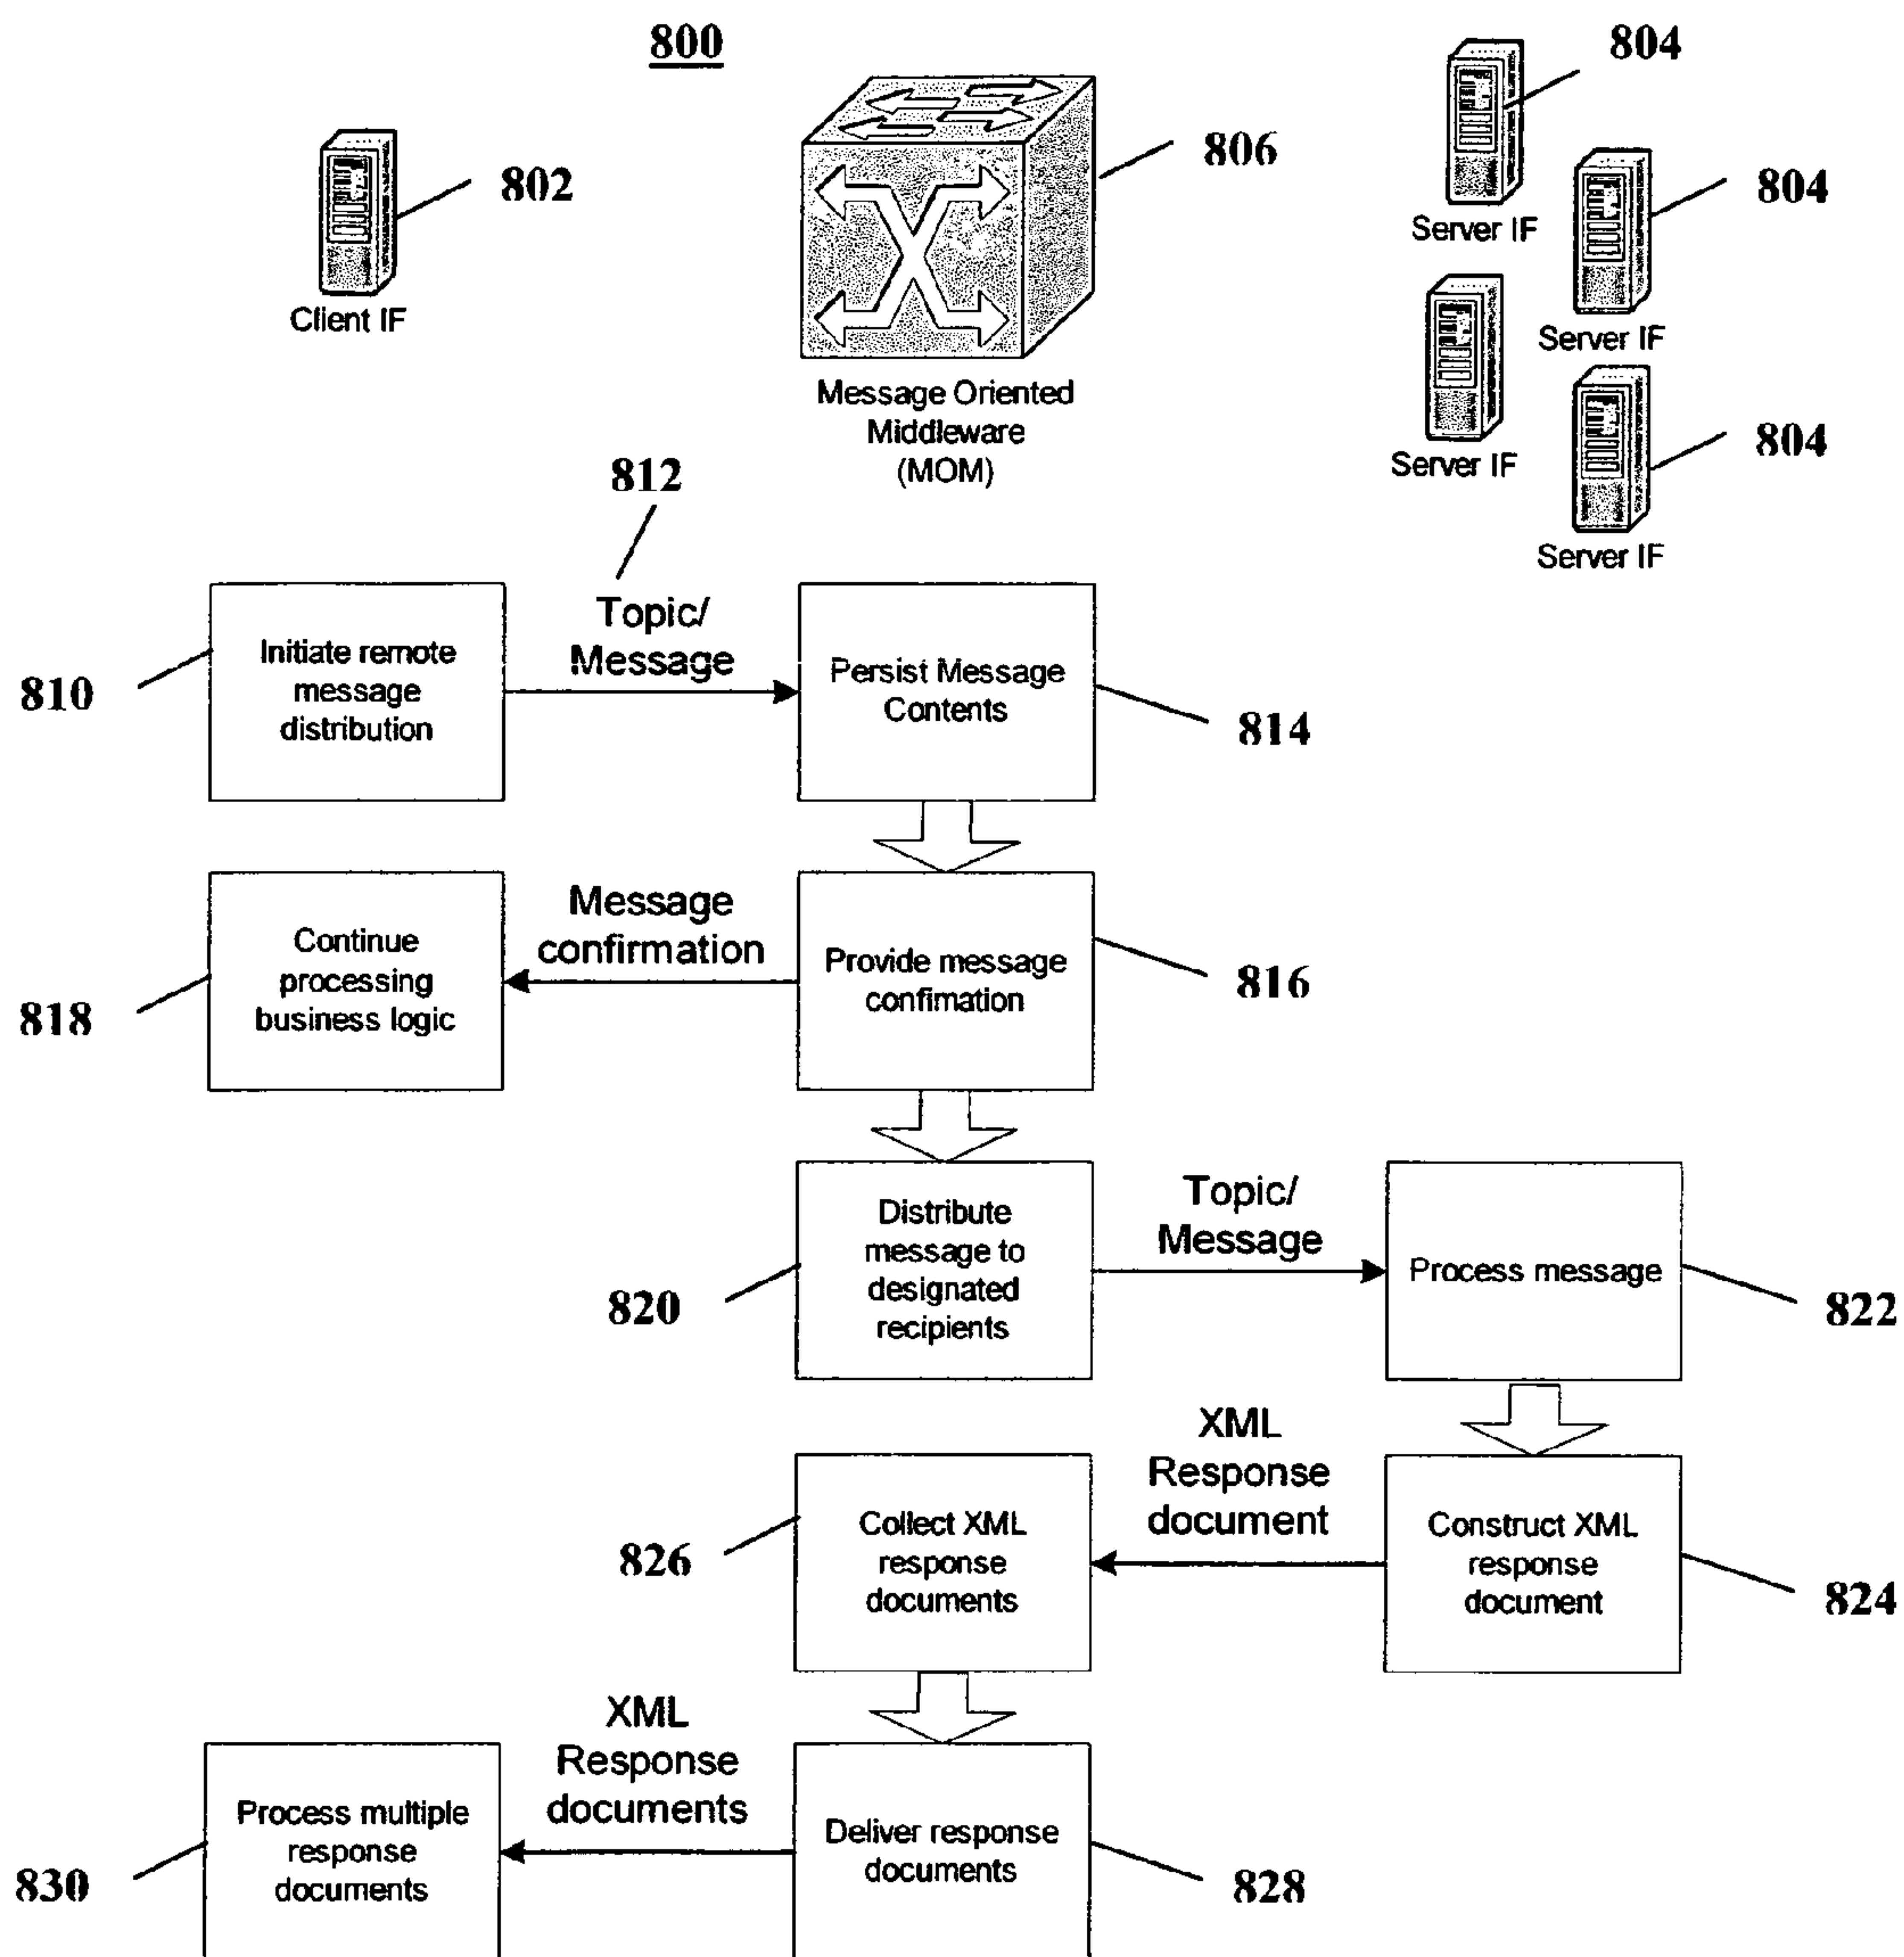 800
804
806
802
804
Server IF
Client IF
Server IF
Message Oriented
Middleware
(MOM)
804
Server IF
Server IF
812
Topic/
Message
Initiate remote
message
distribution
810
Persist Message
Contents
814
Message
confirmation
Continue
processing
business logic
818
Provide message
confimation
816
Distribute
message to
designated
recipients
820
Topic/
Message
Process message
822
XML
Response
document
Collect XML
response
documents
826
Construct XML
response
document
824
XML
Response
documents
Process multiple
response
documents
830
Deliver response
documents
828